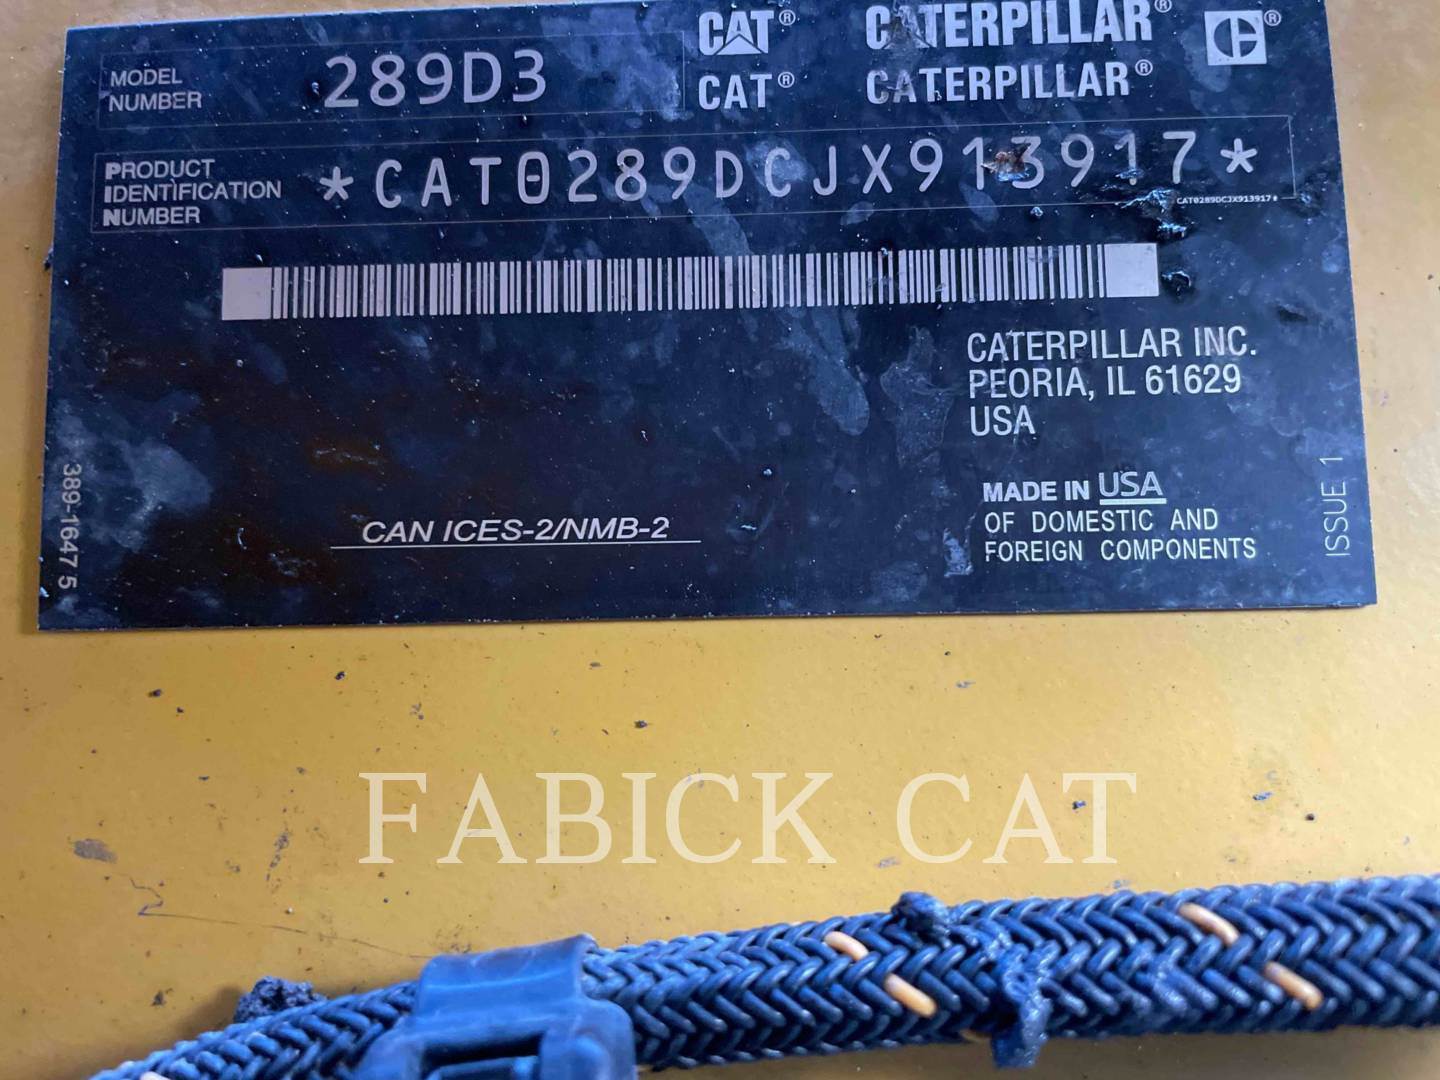 MODEL
NUMBER
289D3
CAT® CATERPILLAR® ®
CAT® CATERPILLAR®
PRODUCT
IDENTIFICATION
NUMBER
*CAT0289DCJX913917*
CAT0289DCJX913917*
CATERPILLAR INC.
PEORIA, IL 61629
USA
MADE IN USA
OF DOMESTIC AND
FOREIGN COMPONENTS
CAN ICES-2/NMB-2
389-1647 5
ISSUE 1
FABICK CAT